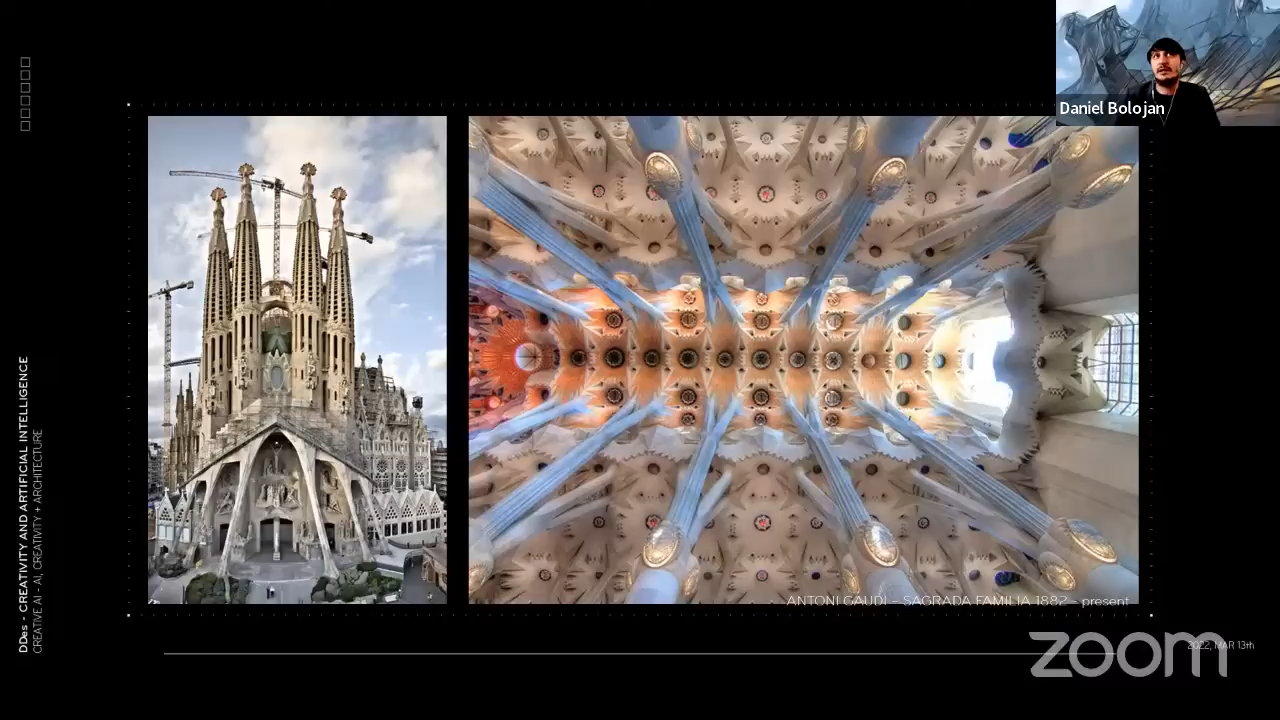 Daniel Bolojan
DDes - CREATIVITY AND ARTIFICIAL INTELLIGENCE
CREATIVE AI - AI, CREATIVITY + ARCHITECTURE
ANTONI GAUDI - SAGRADA FAMILIA 1882 - present
2022, MAR 13th
zoom